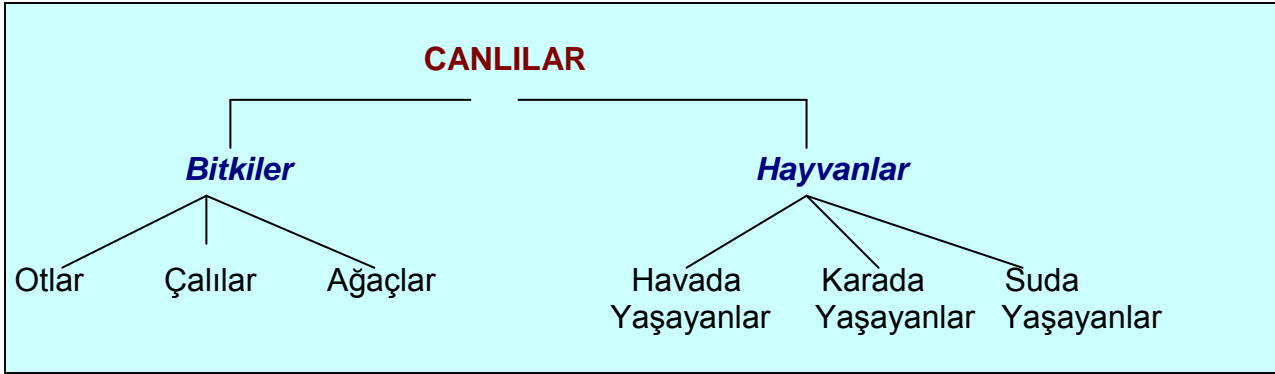 CANLILAR
Bitkiler Hayvanlar
Otlar Çalılar Ağaçlar Havada Karada Suda
Yaşayanlar Yaşayanlar Yaşayanlar